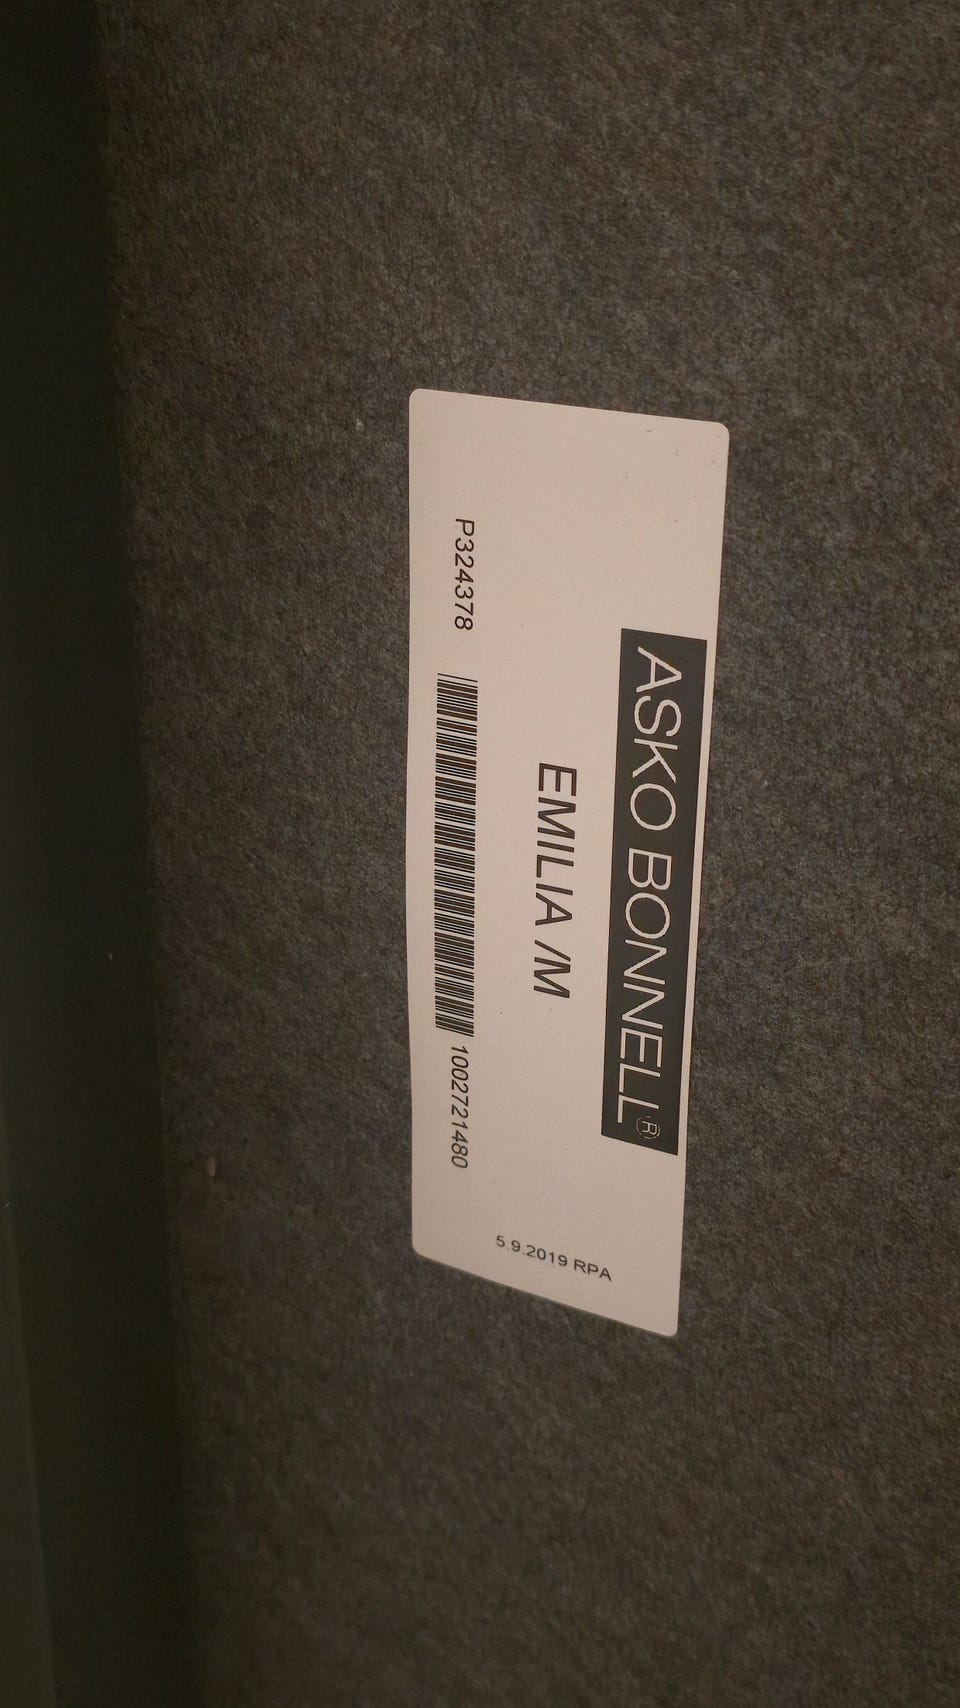 ASKO BONNELL®
EMILIA /M
P324378 1002721480
5.9.2019 RPA